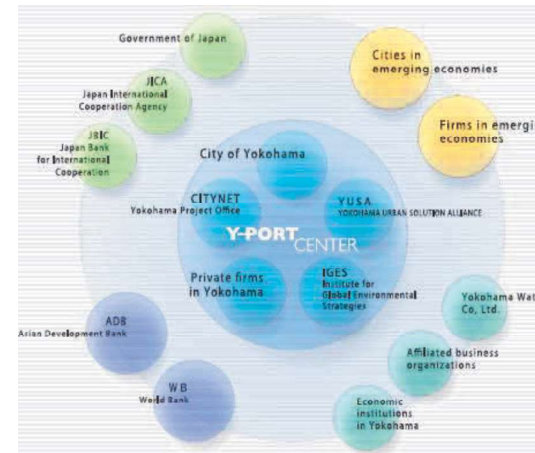 Government of Japan
JICA
Japan International
Cooperation Agency
JBIC
Japan Bank
for International
Cooperation
Cities in
emerging economies
Firms in emergi
economies
City of Yokohama
CITYNET
Yokohama Project Office
YUSA
YOKOHAMA URBAN SOLUTION ALLIANCE
Y-PORT
CENTER
Private firms
in Yokohama
IGES
Institute for
Global Environmental
Strategies
ADB
Arian Development Bank
WB
World Bank
Yokohama Wat
Co, Ltd.
Affiliated business
organizations
Economic
institutions
in Yokohama